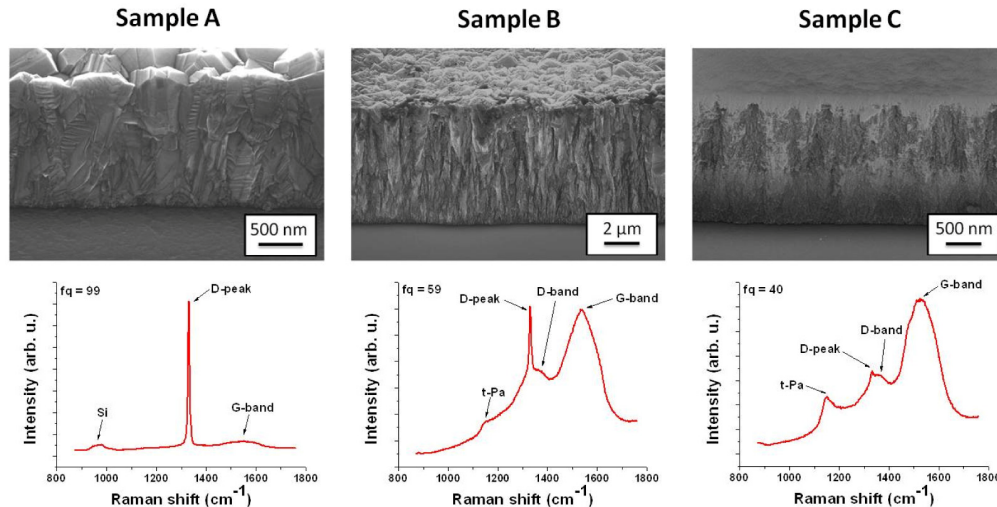 Sample A
Sample B
Sample C
500 nm
2 µm
500 nm
fq = 99
D-peak
Si
G-band
Intensity (arb. u.)
800 1000 1200 1400 1600 1800
Raman shift (cm-1)
fq = 59
D-peak
D-band
G-band
t-Pa
Intensity (arb. u.)
800 1000 1200 1400 1600 1800
Raman shift (cm-1)
fq = 40
G-band
D-band
D-peak
t-Pa
Intensity (arb. u.)
800 1000 1200 1400 1600 1800
Raman shift (cm-1)